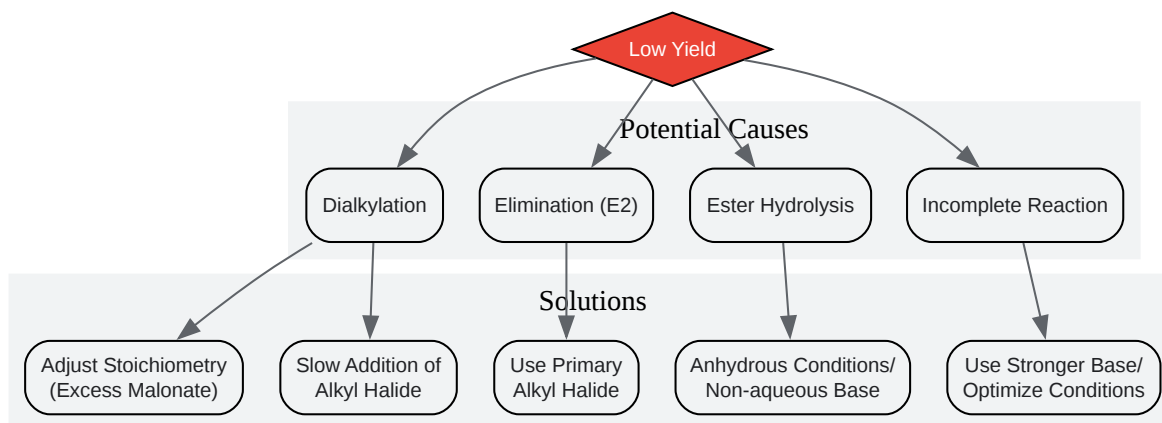 Low Yield
Potential Causes
Dialkylation
Elimination (E2)
Ester Hydrolysis
Incomplete Reaction
Solutions
Adjust Stoichiometry
(Excess Malonate)
Slow Addition of
Alkyl Halide
Use Primary
Alkyl Halide
Anhydrous Conditions/
Non-aqueous Base
Use Stronger Base/
Optimize Conditions